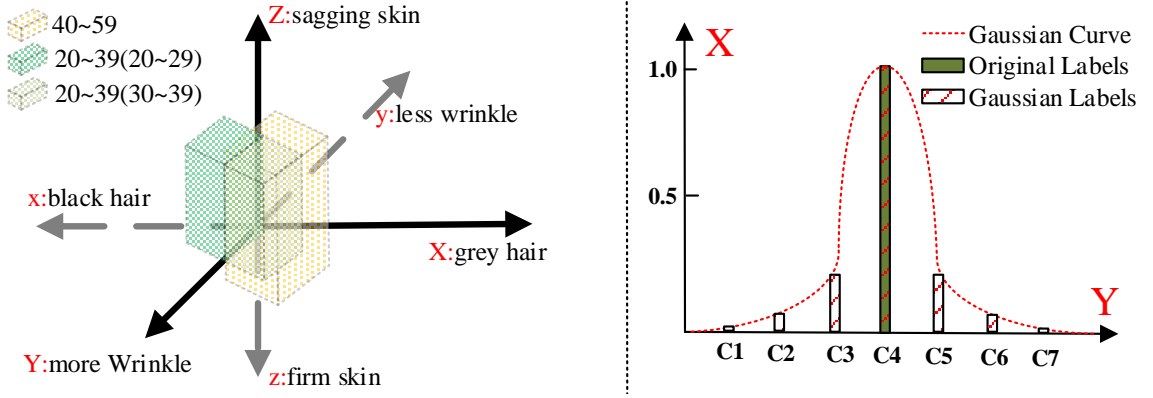 40~59
20~39(20~29)
20~39(30~39)
Z:sagging skin
y:less wrinkle
x:black hair
X:grey hair
Y:more Wrinkle
z:firm skin
X
Gaussian Curve
Original Labels
Gaussian Labels
1.0
0.5
Y
C1 C2 C3 C4 C5 C6 C7